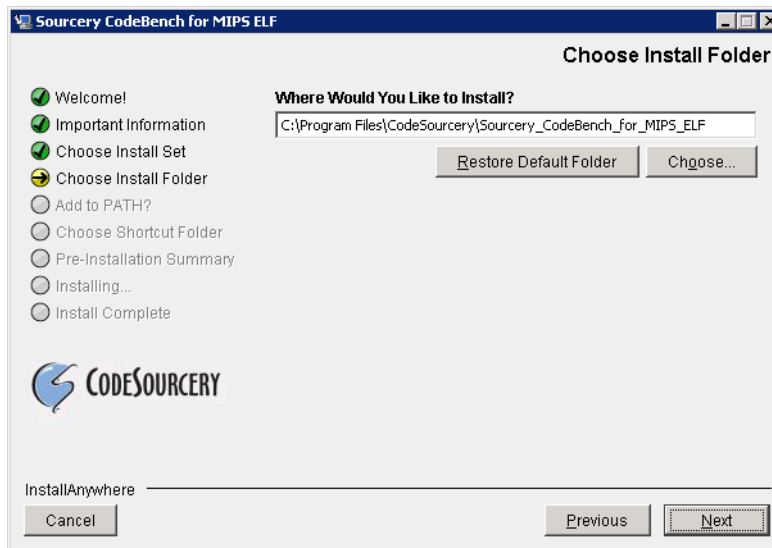 Sourcery CodeBench for MIPS ELF
Choose Install Folder
Welcome!
Important Information
Choose Install Set
Choose Install Folder
Add to PATH?
Choose Shortcut Folder
Pre-Installation Summary
Installing...
Install Complete
Where Would You Like to Install?
C:\Program Files\CodeSourcery\Sourcery_CodeBench_for_MIPS_ELF
Restore Default Folder
Choose...
CODESOURCERY
InstallAnywhere
Cancel
Previous
Next